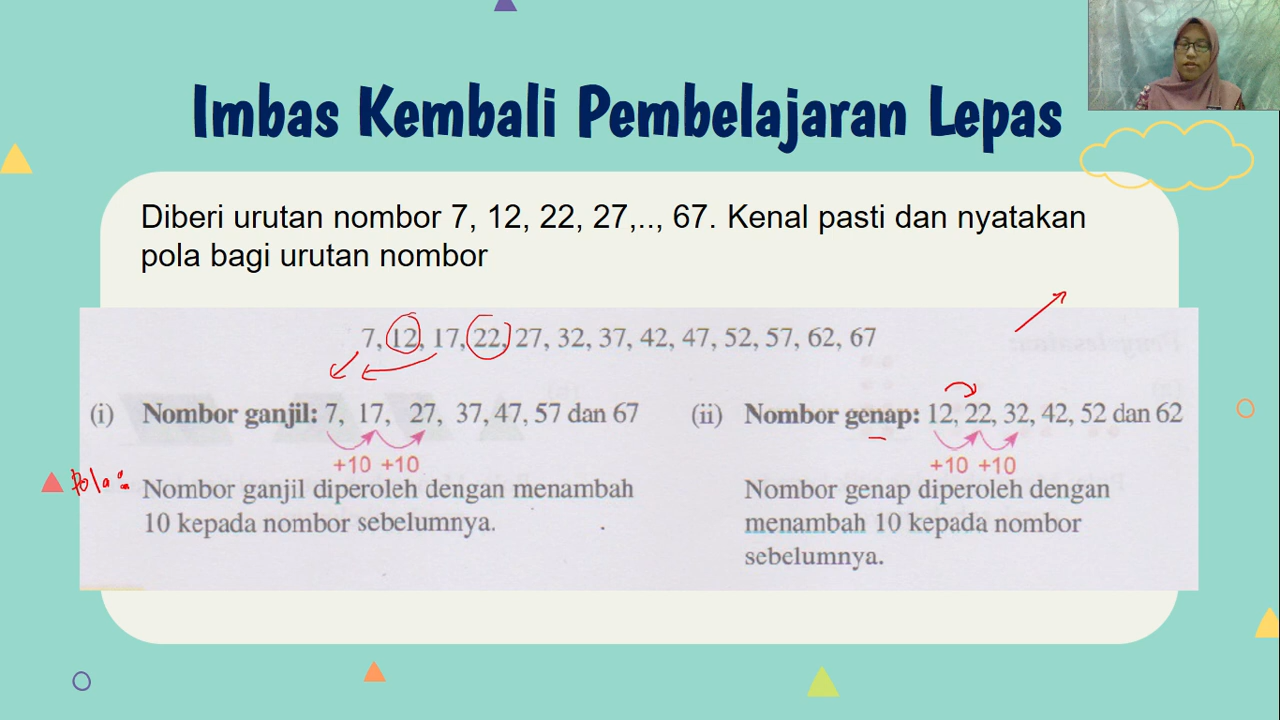 Imbas Kembali Pembelajaran Lepas
Diberi urutan nombor 7, 12, 22, 27,.., 67. Kenal pasti dan nyatakan
pola bagi urutan nombor
7, 12, 17, 22, 27, 32, 37, 42, 47, 52, 57, 62, 67
(i) Nombor ganjil: 7, 17, 27, 37, 47, 57 dan 67
+10 +10
Pola:
Nombor ganjil diperoleh dengan menambah
10 kepada nombor sebelumnya.
(ii) Nombor genap: 12, 22, 32, 42, 52 dan 62
+10 +10
Nombor genap diperoleh dengan
menambah 10 kepada nombor
sebelumnya.